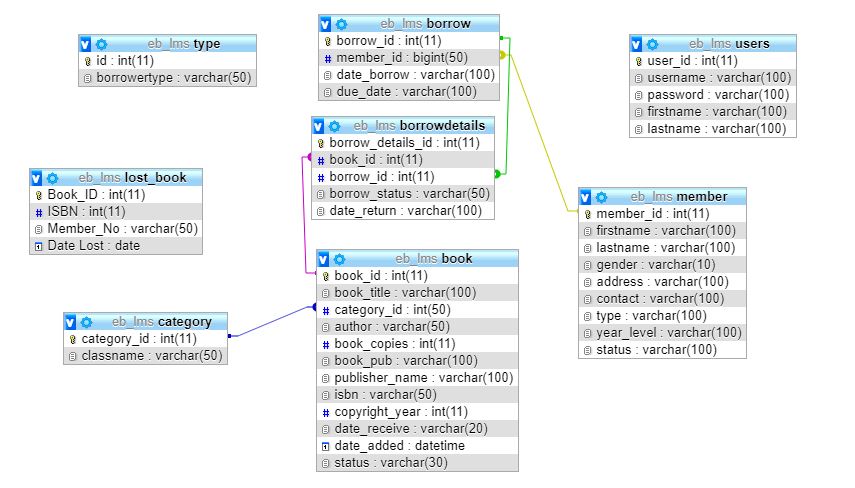 eb_lms type
id : int(11)
borrowertype : varchar(50)
eb_lms borrow
borrow_id : int(11)
member_id : bigint(50)
date_borrow : varchar(100)
due_date : varchar(100)
eb_lms users
user_id : int(11)
username : varchar(100)
password : varchar(100)
firstname : varchar(100)
lastname : varchar(100)
eb_lms borrowdetails
borrow_details_id : int(11)
book_id : int(11)
borrow_id : int(11)
borrow_status : varchar(50)
date_return : varchar(100)
eb_lms lost_book
Book_ID : int(11)
ISBN : int(11)
Member_No : varchar(50)
Date Lost : date
eb_lms member
member_id : int(11)
firstname : varchar(100)
lastname : varchar(100)
gender : varchar(10)
address : varchar(100)
contact : varchar(100)
type : varchar(100)
year_level : varchar(100)
status : varchar(100)
eb_lms book
book_id : int(11)
book_title : varchar(100)
category_id : int(50)
author : varchar(50)
book_copies : int(11)
book_pub : varchar(100)
publisher_name : varchar(100)
isbn : varchar(50)
copyright_year : int(11)
date_receive : varchar(20)
date_added : datetime
status : varchar(30)
eb_lms category
category_id : int(11)
classname : varchar(50)